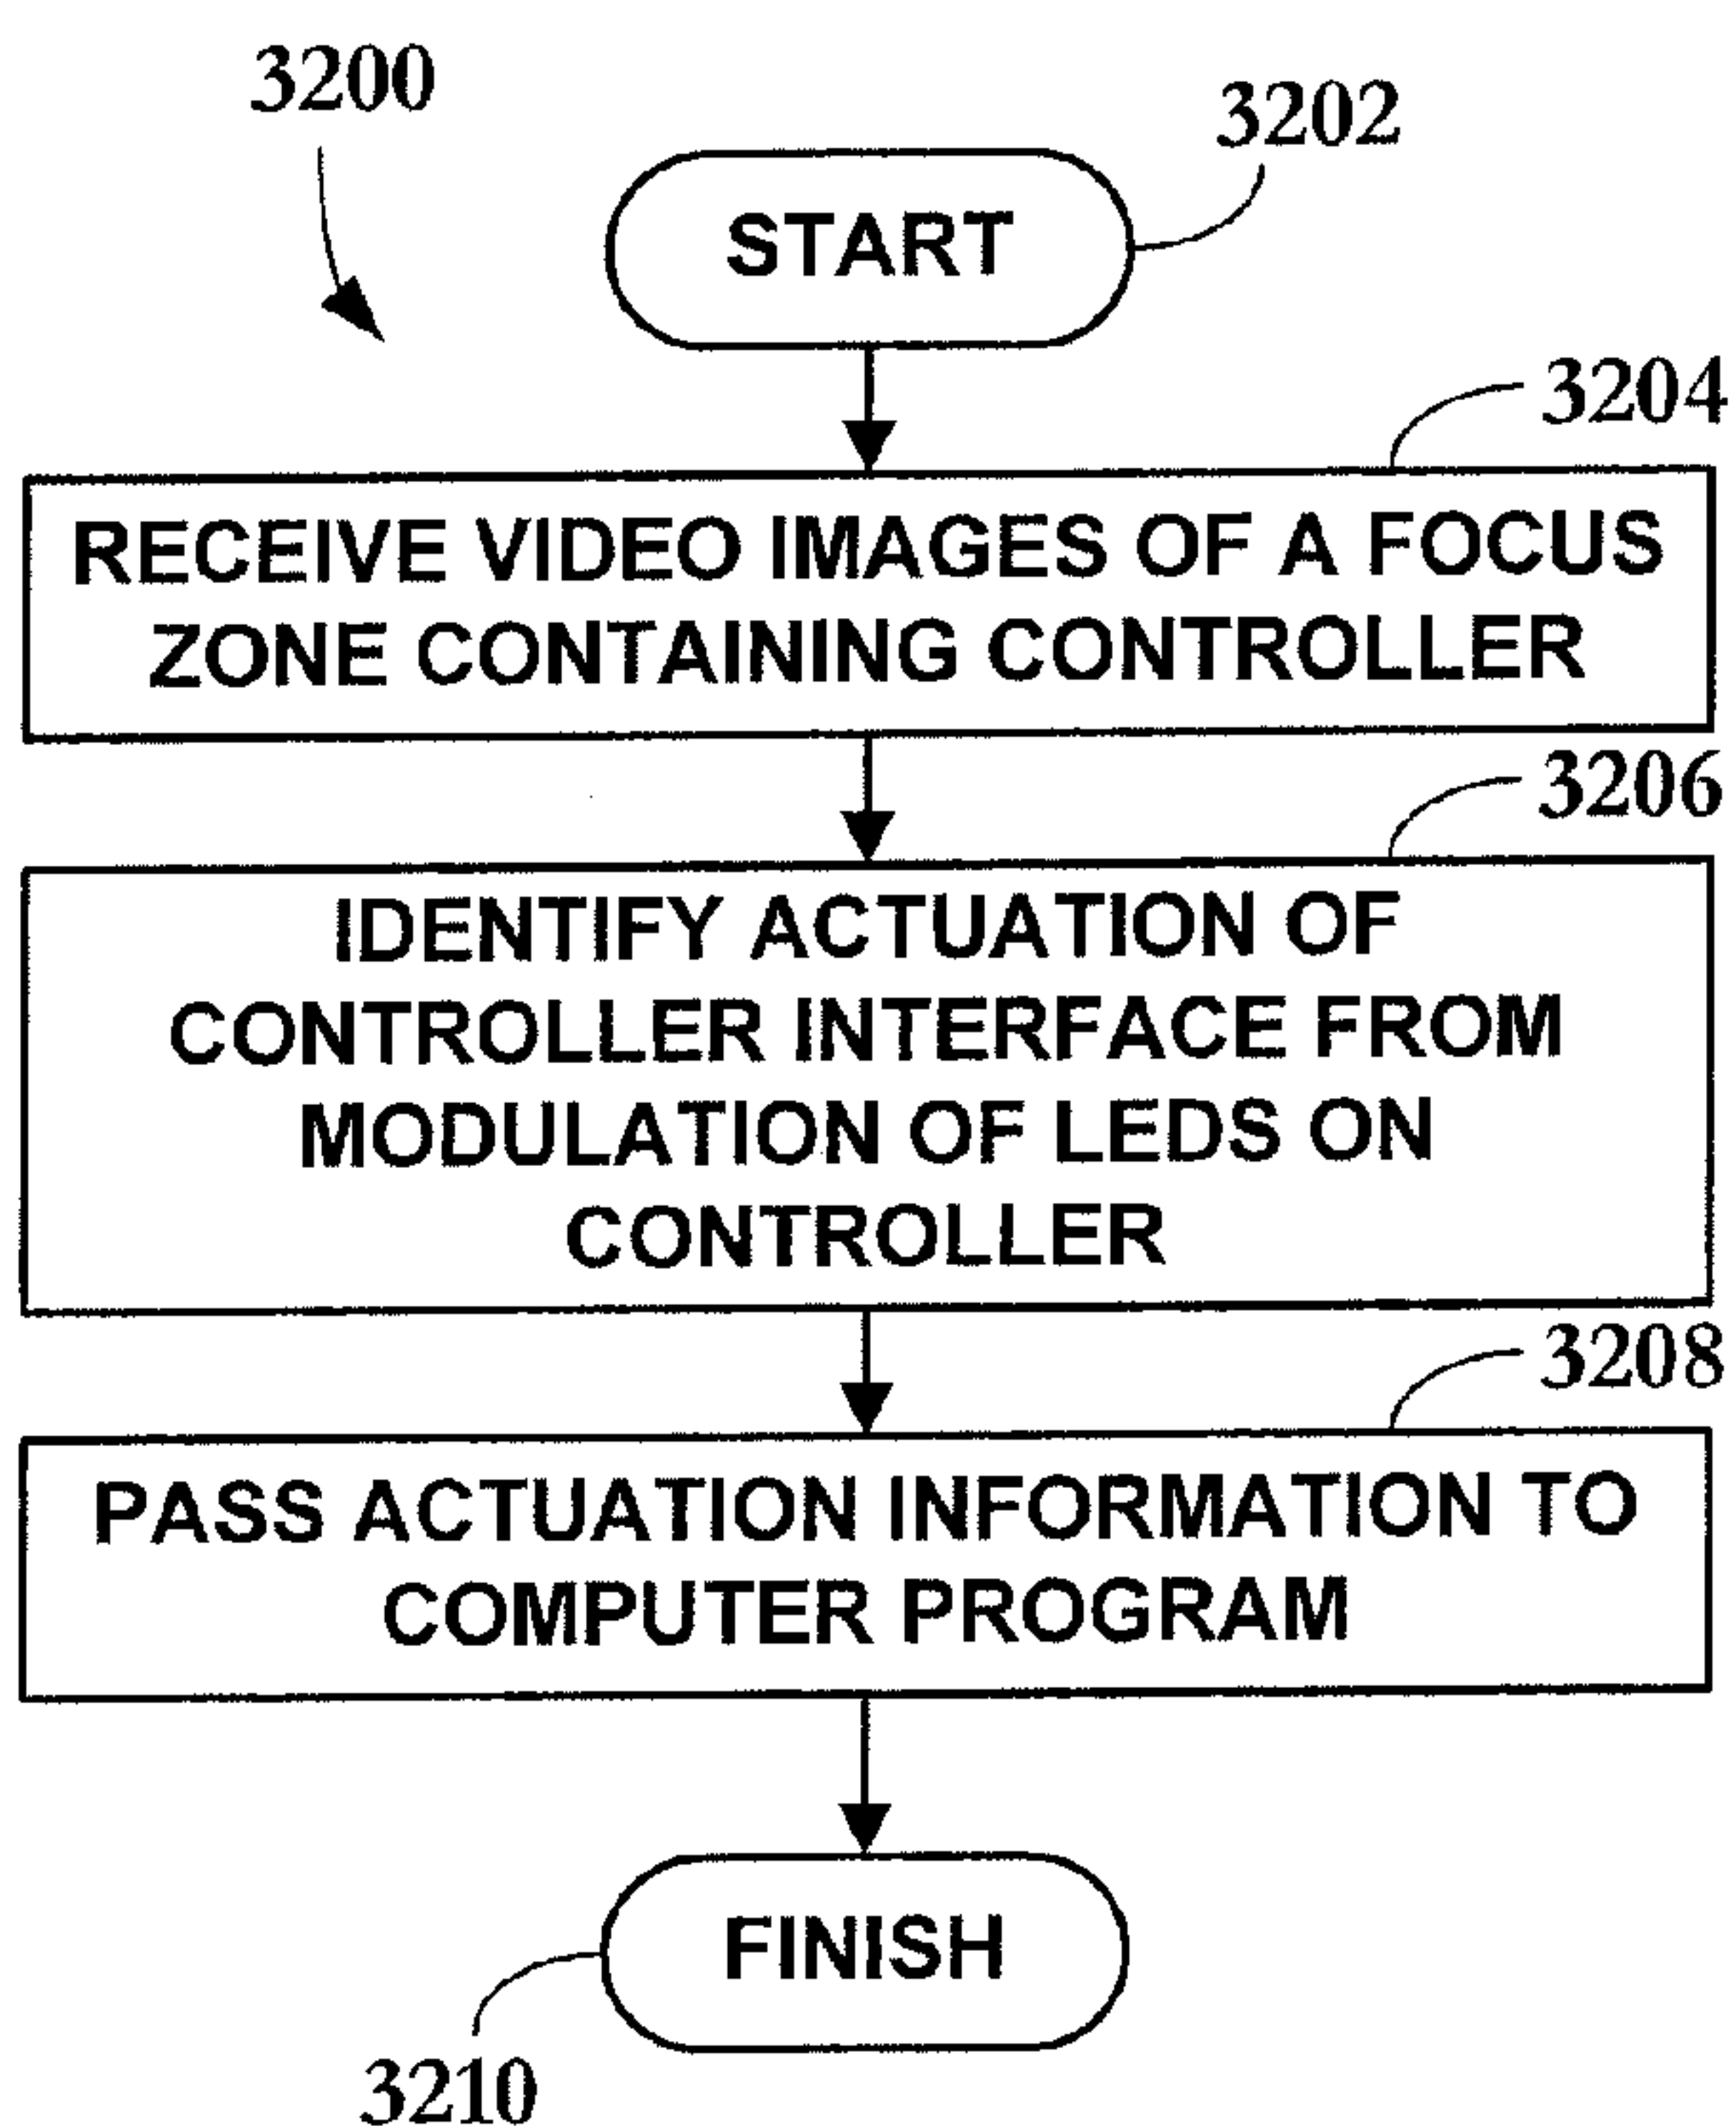 3200
3202
START
3204
RECEIVE VIDEO IMAGES OF A FOCUS
ZONE CONTAINING CONTROLLER
3206
IDENTIFY ACTUATION OF
CONTROLLER INTERFACE FROM
MODULATION OF LEDS ON
CONTROLLER
3208
PASS ACTUATION INFORMATION TO
COMPUTER PROGRAM
FINISH
3210